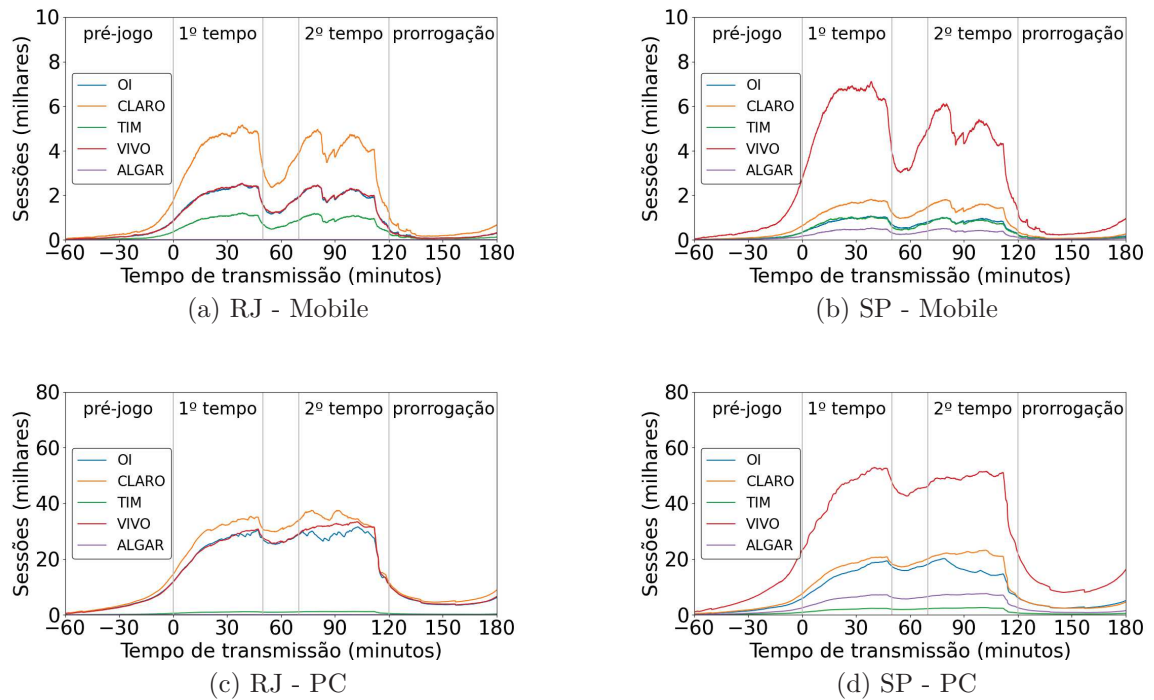 10
8
6
4
2
0
Sessões (milhares)
pré-jogo 1º tempo 2º tempo prorrogação
OI
CLARO
TIM
VIVO
ALGAR
−60 −30 0 30 60 90 120 150 180
Tempo de transmissão (minutos)
(a) RJ - Mobile
10
8
6
4
2
0
Sessões (milhares)
pré-jogo 1º tempo 2º tempo prorrogação
OI
CLARO
TIM
VIVO
ALGAR
−60 −30 0 30 60 90 120 150 180
Tempo de transmissão (minutos)
(b) SP - Mobile
80
60
40
20
0
Sessões (milhares)
pré-jogo 1º tempo 2º tempo prorrogação
OI
CLARO
TIM
VIVO
ALGAR
−60 −30 0 30 60 90 120 150 180
Tempo de transmissão (minutos)
(c) RJ - PC
80
60
40
20
0
Sessões (milhares)
pré-jogo 1º tempo 2º tempo prorrogação
OI
CLARO
TIM
VIVO
ALGAR
−60 −30 0 30 60 90 120 150 180
Tempo de transmissão (minutos)
(d) SP - PC